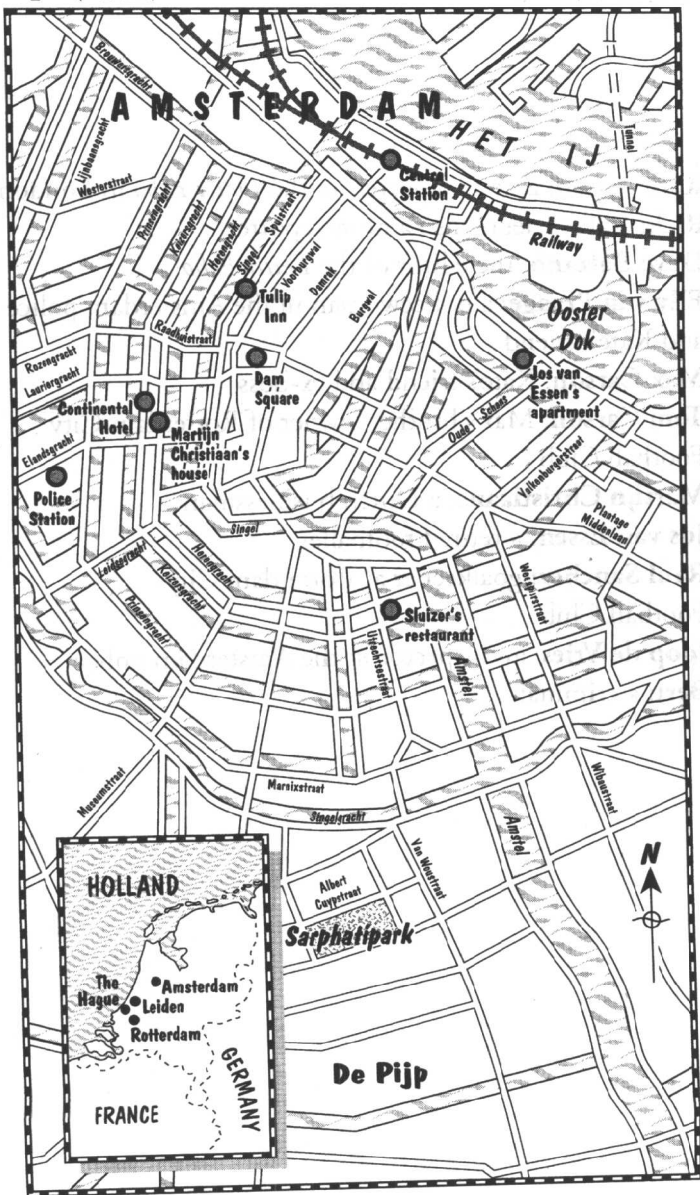 AMSTERDAM
HET IJ
Tunnel
Brouwersgracht
Lijnbaansgracht
Westerstraat
Prinsengracht
Keizersgracht
Herengracht
Singel
Spuistraat
Voorburgwal
Damrak
Burgwal
Central
Station
Railway
Ooster
Dok
Tulip
Inn
Raadhuisstraat
Dam
Square
Jos van
Essen's
apartment
Rozengracht
Lauriergracht
Continental
Hotel
Martijn
Christiaan's
house
Oude Schans
Valkenburgerstraat
Elandsgracht
Police
Station
Plantage
Middenlaan
Singel
Leidsegracht
Herengracht
Keizersgracht
Prinsengracht
Weesperstraat
Sluizer's
restaurant
Utrechtsestraat
Amstel
Museumstraat
Marnixstraat
Singelgracht
Wibaustraat
Amstel
Van Woustraat
N
Albert
Cuypstraat
Sarphatipark
De Pijp
HOLLAND
Amsterdam
The
Hague
Leiden
Rotterdam
GERMANY
FRANCE